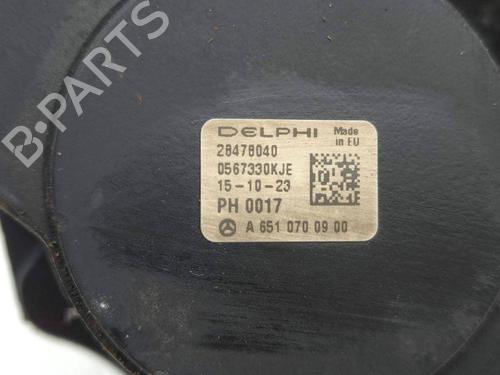 B-PARTS
DELPHI Made in EU
28478040
0567330KJE
15-10-23
PH 0017
A 651 070 09 00